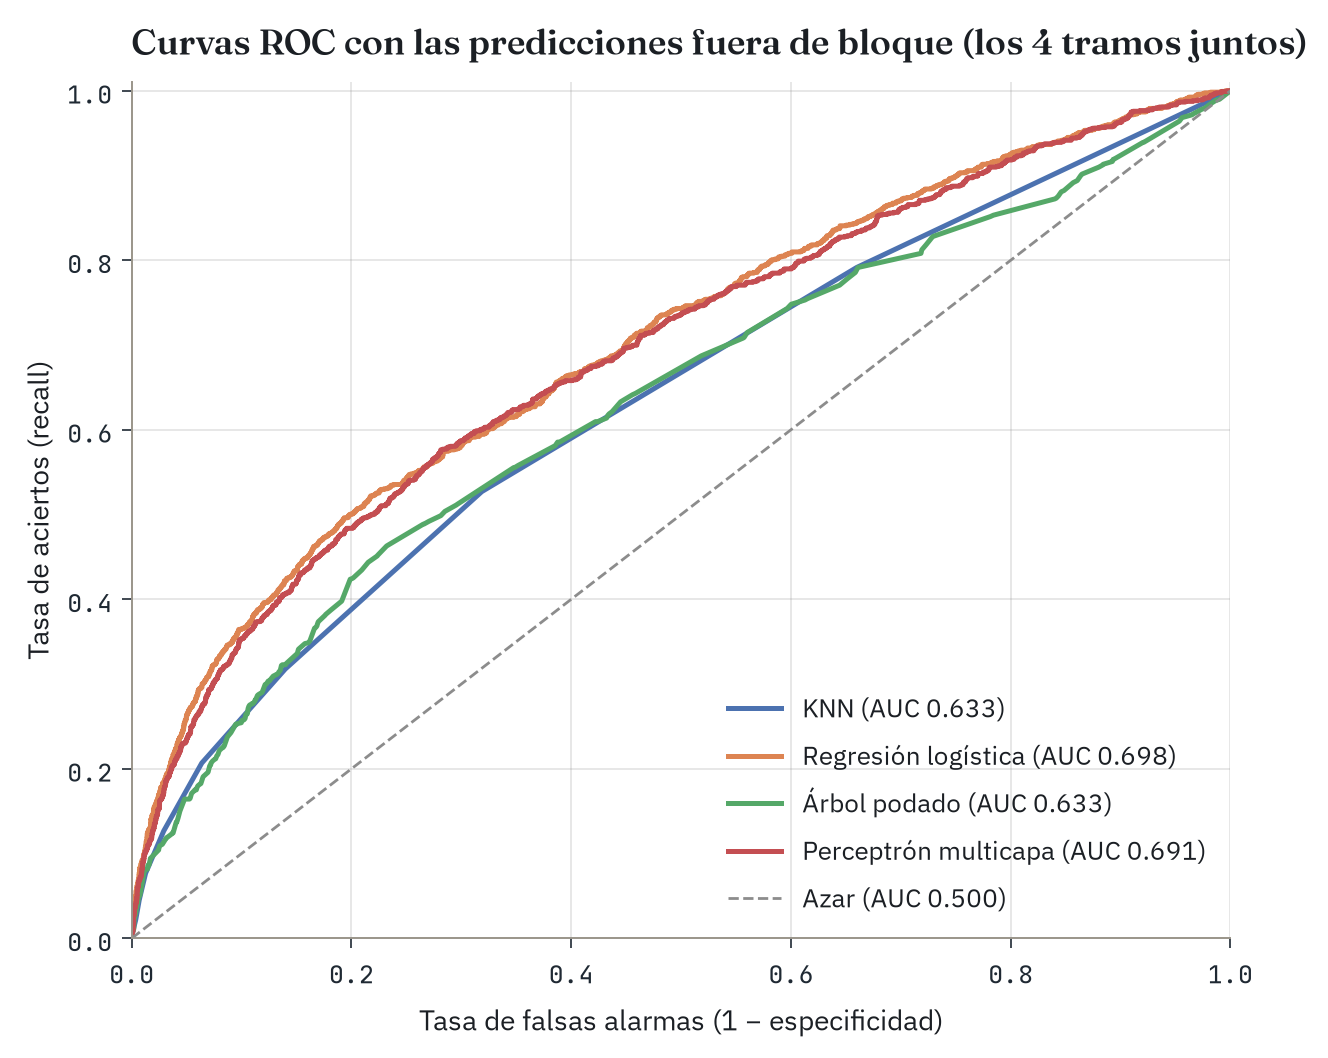 Curvas ROC con las predicciones fuera de bloque (los 4 tramos juntos)
1.0
0.8
0.6
0.4
0.2
0.0
Tasa de aciertos (recall)
KNN (AUC 0.633)
Regresión logística (AUC 0.698)
Árbol podado (AUC 0.633)
Perceptrón multicapa (AUC 0.691)
Azar (AUC 0.500)
0.0 0.2 0.4 0.6 0.8 1.0
Tasa de falsas alarmas (1 – especificidad)